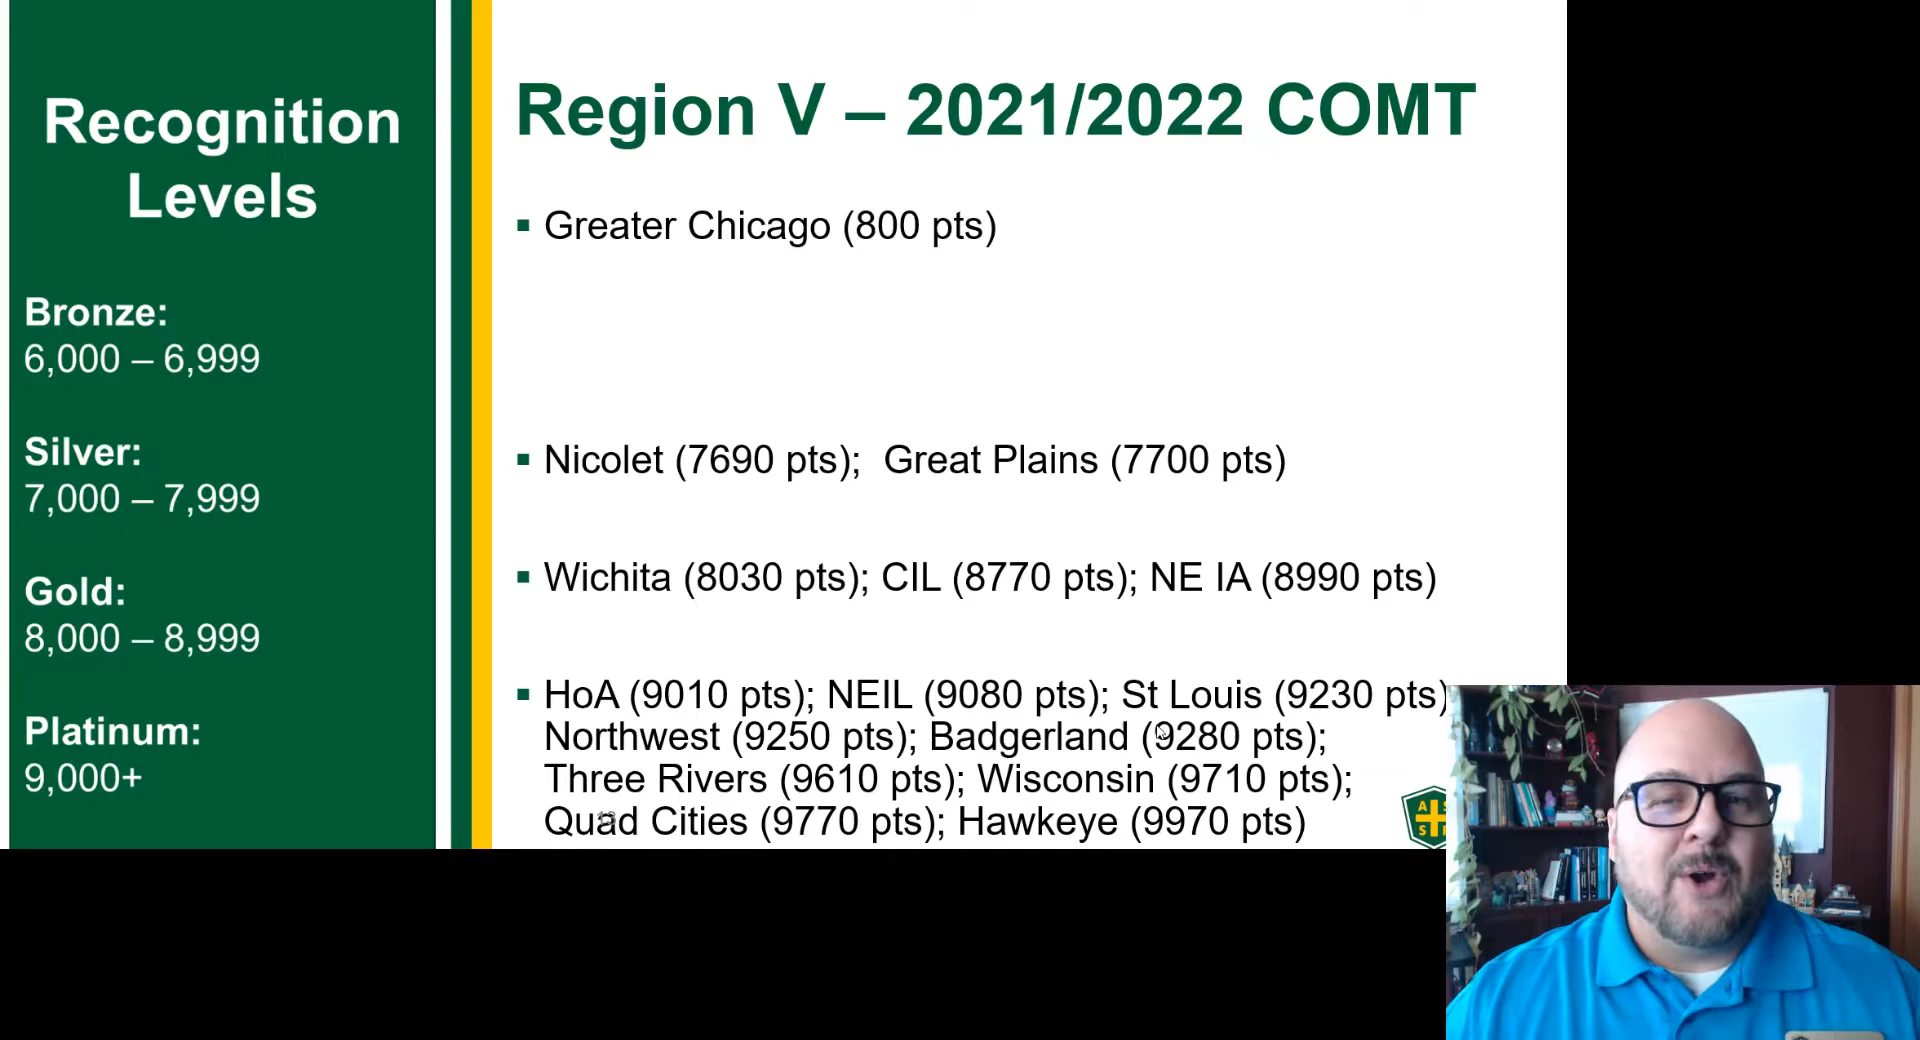 Recognition
Levels
Bronze:
6,000 – 6,999
Silver:
7,000 – 7,999
Gold:
8,000 – 8,999
Platinum:
9,000+
Region V – 2021/2022 COMT
▪ Greater Chicago (800 pts)
▪ Nicolet (7690 pts);  Great Plains (7700 pts)
▪ Wichita (8030 pts); CIL (8770 pts); NE IA (8990 pts)
▪ HoA (9010 pts); NEIL (9080 pts); St Louis (9230 pts)
Northwest (9250 pts); Badgerland (9280 pts);
Three Rivers (9610 pts); Wisconsin (9710 pts);
Quad Cities (9770 pts); Hawkeye (9970 pts)
13
A S
S